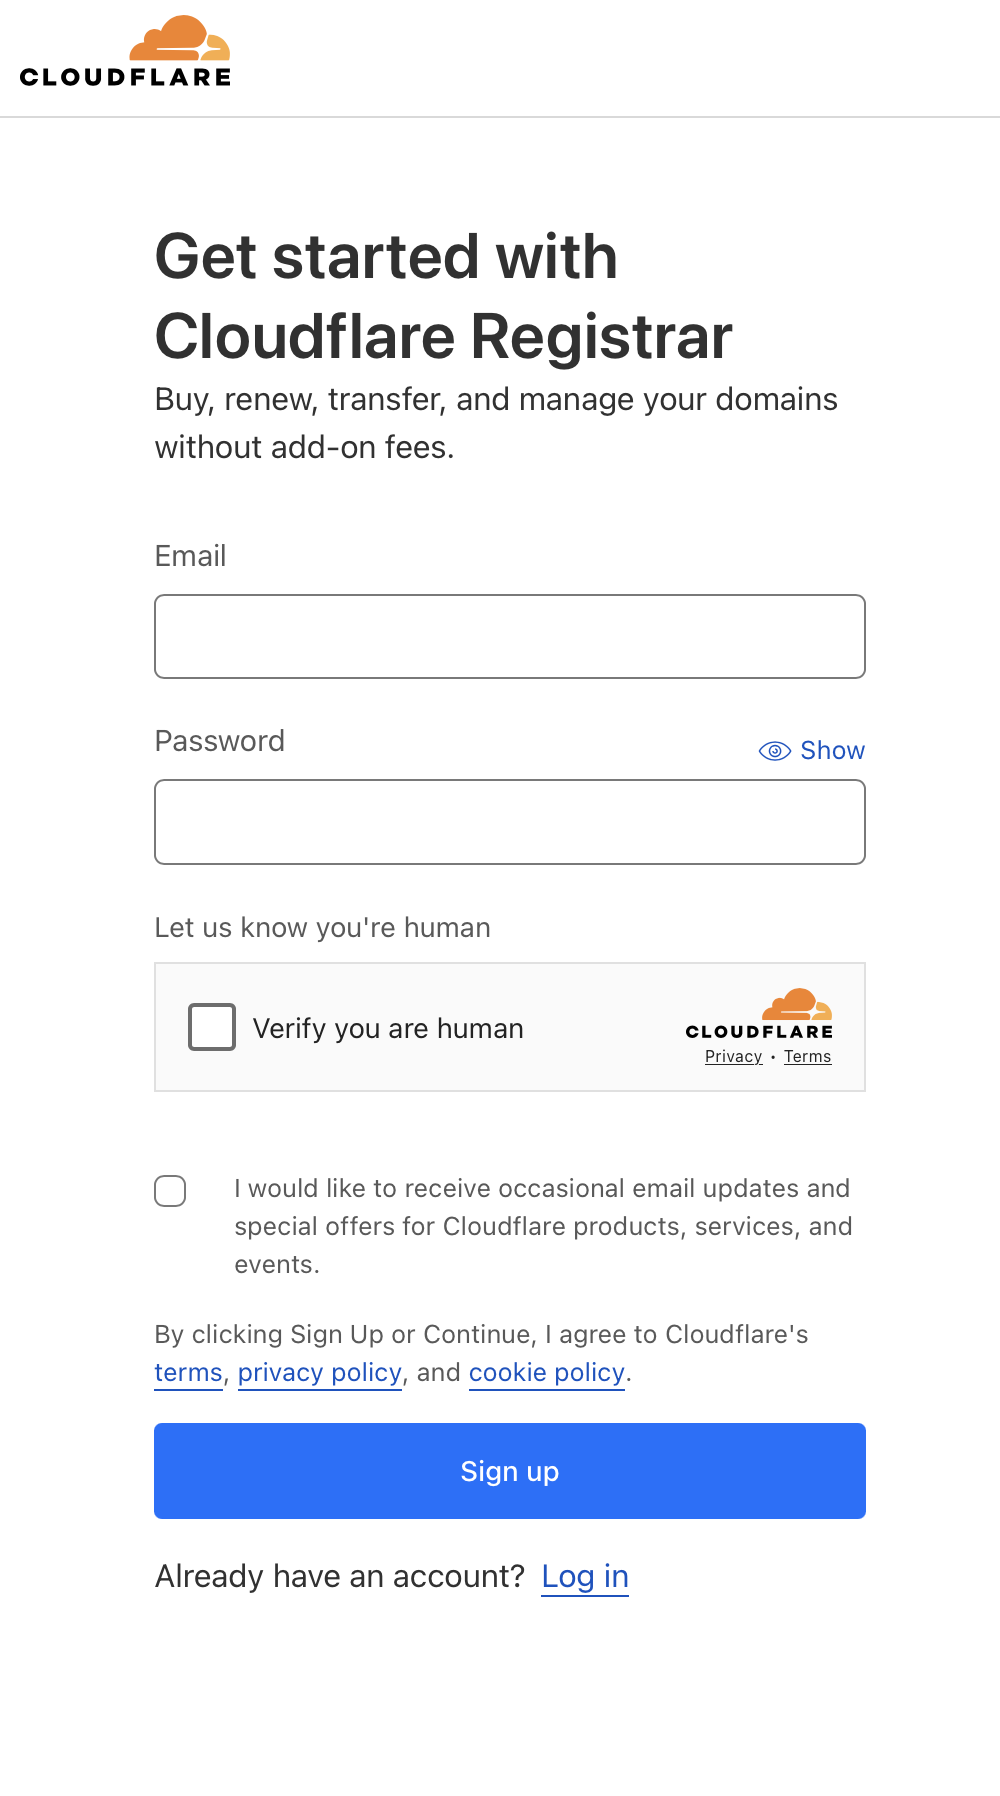 CLOUDFLARE
Get started with
Cloudflare Registrar
Buy, renew, transfer, and manage your domains
without add-on fees.
Email
Password
Show
Let us know you're human
Verify you are human
CLOUDFLARE
Privacy • Terms
I would like to receive occasional email updates and
special offers for Cloudflare products, services, and
events.
By clicking Sign Up or Continue, I agree to Cloudflare's
terms, privacy policy, and cookie policy.
Sign up
Already have an account? Log in